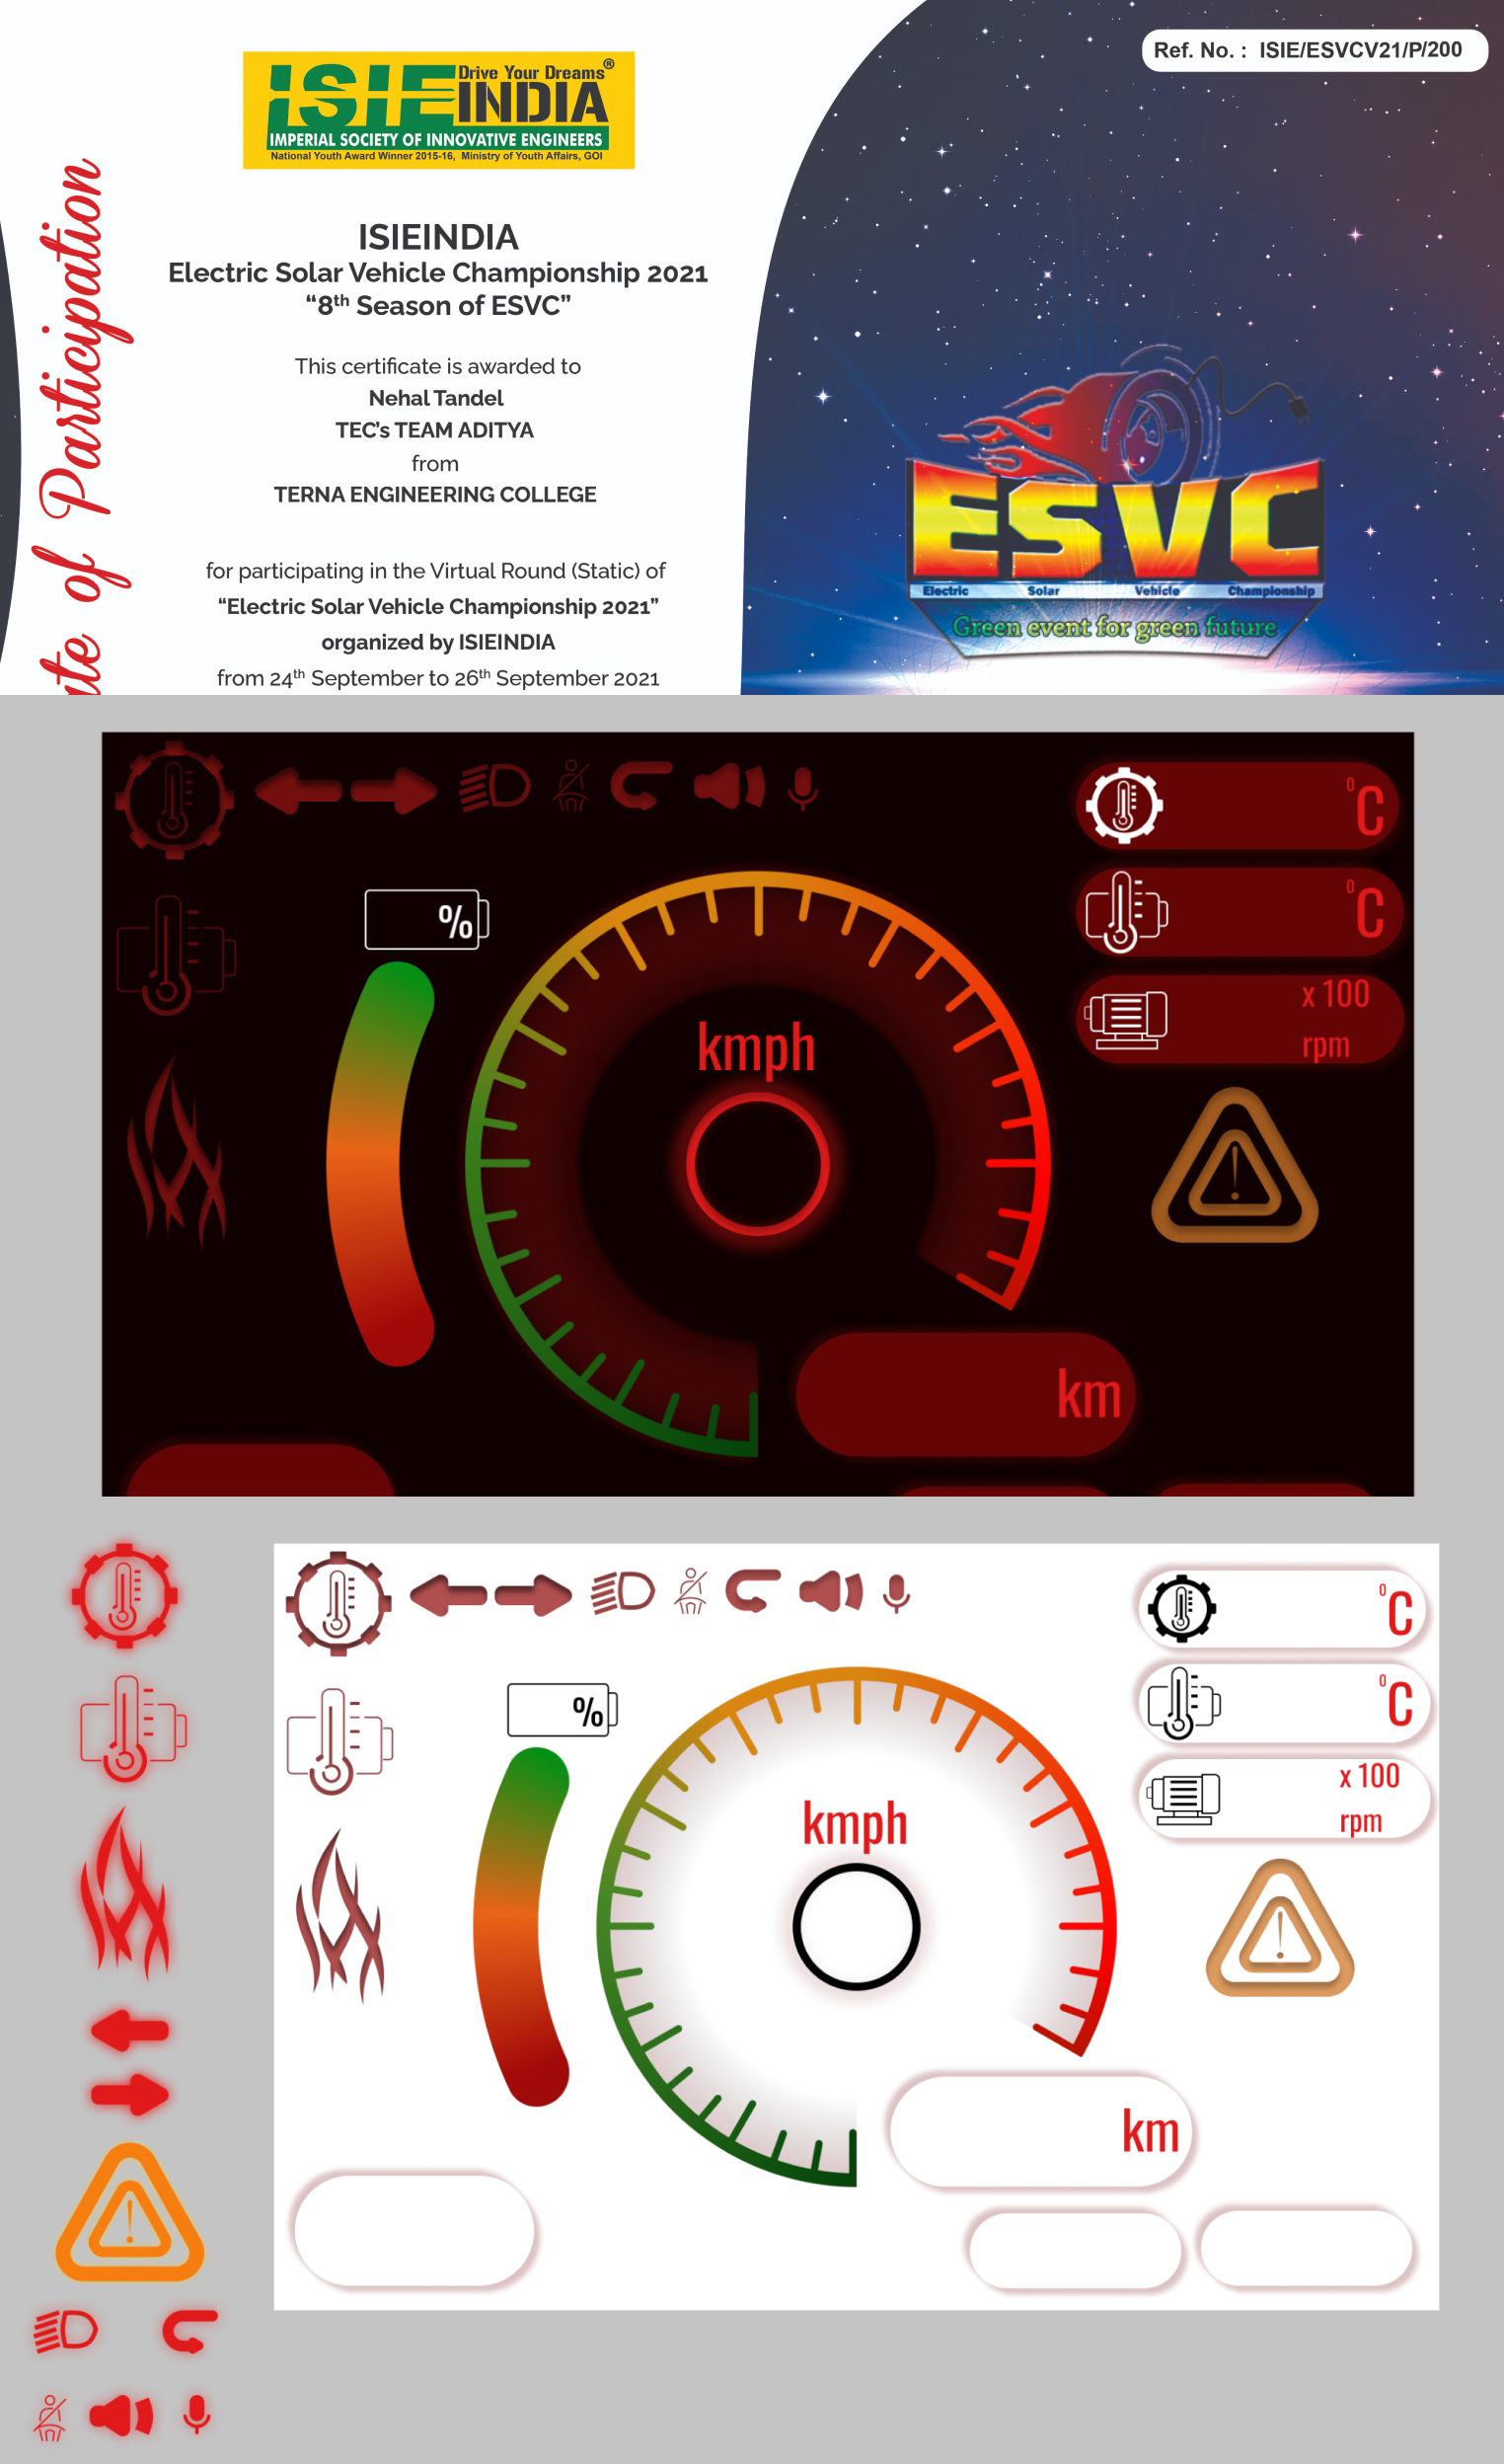 Ref. No. : ISIE/ESVCV21/P/200
ISIE Drive Your Dreams®
INDIA
IMPERIAL SOCIETY OF INNOVATIVE ENGINEERS
National Youth Award Winner 2015-16, Ministry of Youth Affairs, GOI
of Participation
ISIEINDIA
Electric Solar Vehicle Championship 2021
“8th Season of ESVC”
This certificate is awarded to
Nehal Tandel
TEC’s TEAM ADITYA
from
TERNA ENGINEERING COLLEGE
for participating in the Virtual Round (Static) of
“Electric Solar Vehicle Championship 2021”
organized by ISIEINDIA
from 24th September to 26th September 2021
ESVC
Electric Solar Vehicle Championship
Green event for green future
°C
%
°C
x 100
rpm
kmph
km
°C
%
°C
x 100
rpm
kmph
km